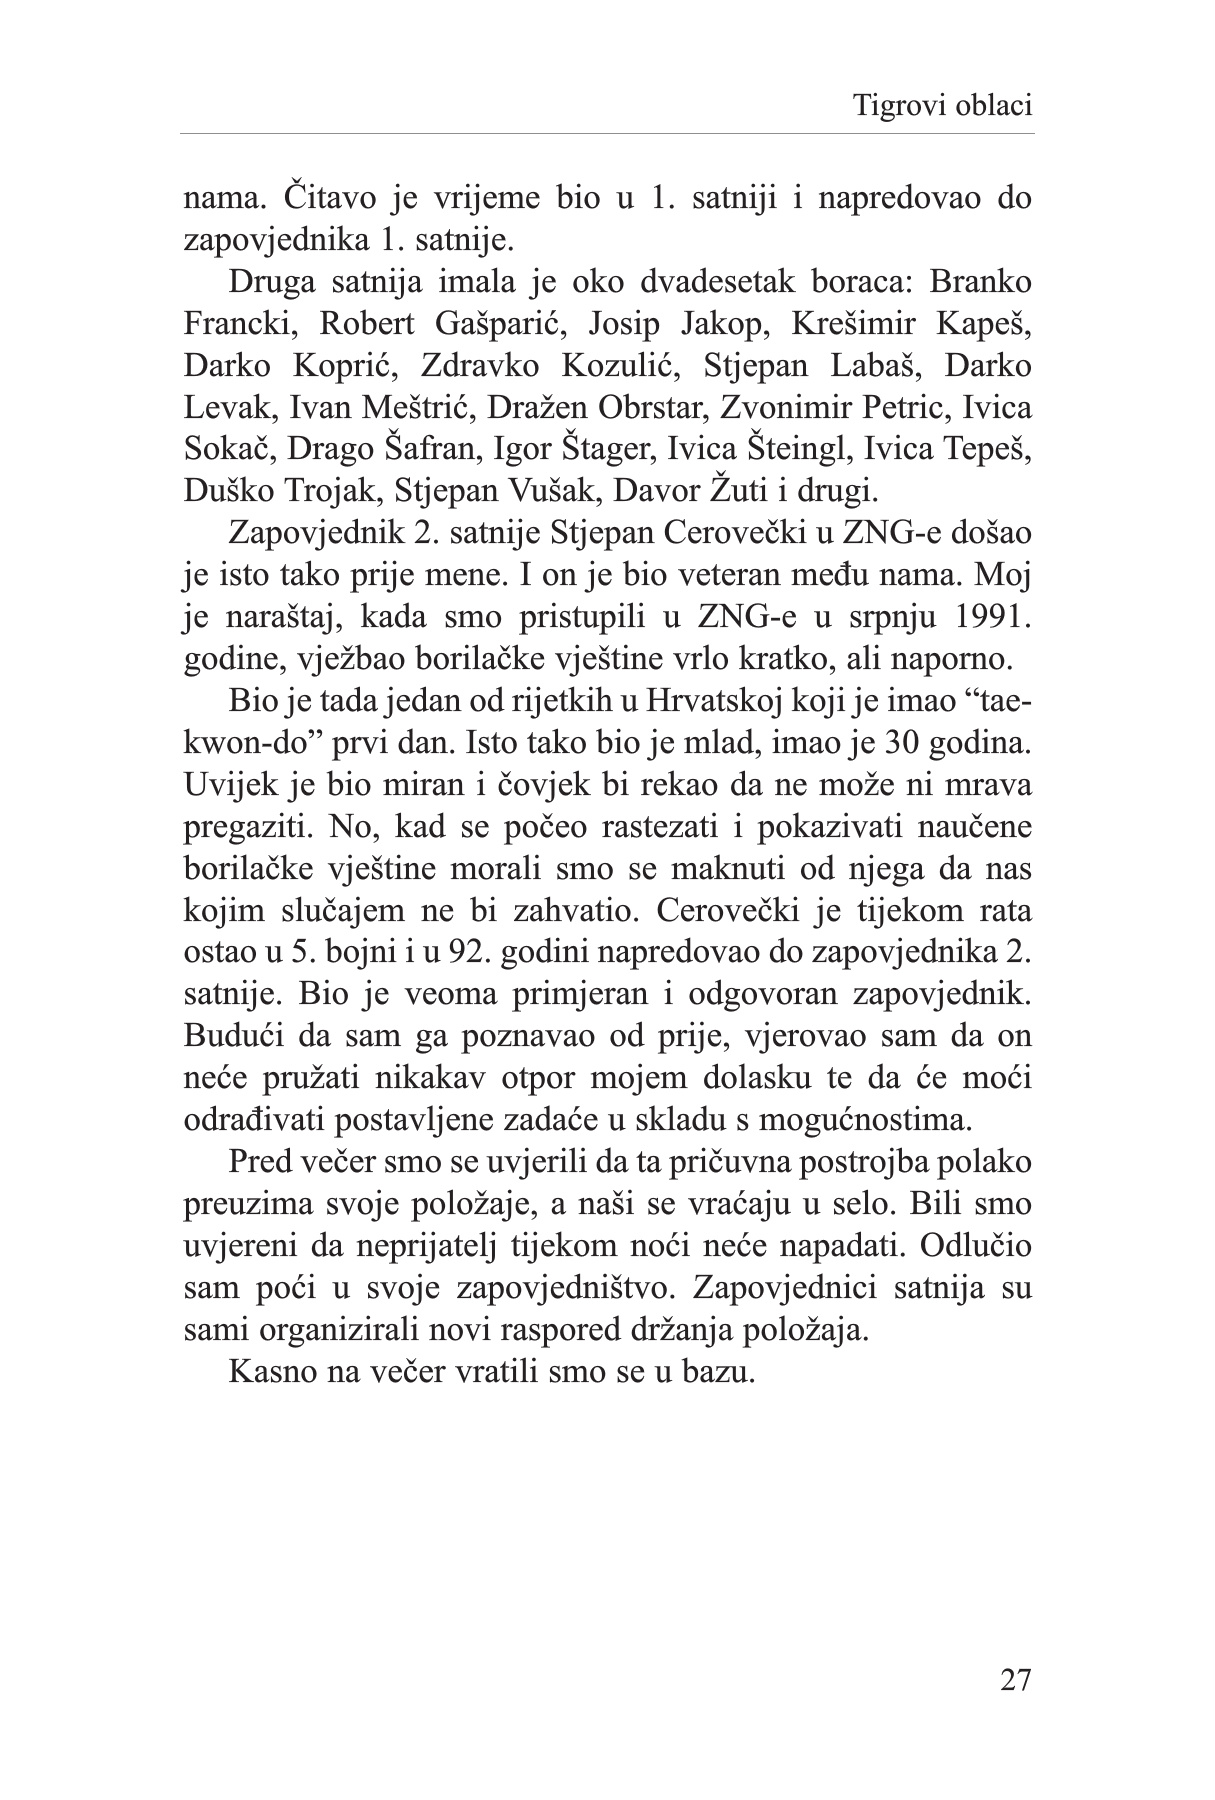 Tigrovi oblaci
nama. Čitavo je vrijeme bio u 1. satniji i napredovao do
zapovjednika 1. satnije.
Druga satnija imala je oko dvadesetak boraca: Branko
Francki, Robert Gašparić, Josip Jakop, Krešimir Kapeš,
Darko Koprić, Zdravko Kozulić, Stjepan Labaš, Darko
Levak, Ivan Meštrić, Dražen Obrstar, Zvonimir Petric, Ivica
Sokač, Drago Šafran, Igor Štager, Ivica Šteingl, Ivica Tepeš,
Duško Trojak, Stjepan Vušak, Davor Žuti i drugi.
Zapovjednik 2. satnije Stjepan Cerovečki u ZNG-e došao
je isto tako prije mene. I on je bio veteran među nama. Moj
je naraštaj, kada smo pristupili u ZNG-e u srpnju 1991.
godine, vježbao borilačke vještine vrlo kratko, ali naporno.
Bio je tada jedan od rijetkih u Hrvatskoj koji je imao “tae-
kwon-do” prvi dan. Isto tako bio je mlad, imao je 30 godina.
Uvijek je bio miran i čovjek bi rekao da ne može ni mrava
pregaziti. No, kad se počeo rastezati i pokazivati naučene
borilačke vještine morali smo se maknuti od njega da nas
kojim slučajem ne bi zahvatio. Cerovečki je tijekom rata
ostao u 5. bojni i u 92. godini napredovao do zapovjednika 2.
satnije. Bio je veoma primjeran i odgovoran zapovjednik.
Budući da sam ga poznavao od prije, vjerovao sam da on
neće pružati nikakav otpor mojem dolasku te da će moći
odrađivati postavljene zadaće u skladu s mogućnostima.
Pred večer smo se uvjerili da ta pričuvna postrojba polako
preuzima svoje položaje, a naši se vraćaju u selo. Bili smo
uvjereni da neprijatelj tijekom noći neće napadati. Odlučio
sam poći u svoje zapovjedništvo. Zapovjednici satnija su
sami organizirali novi raspored držanja položaja.
Kasno na večer vratili smo se u bazu.
27